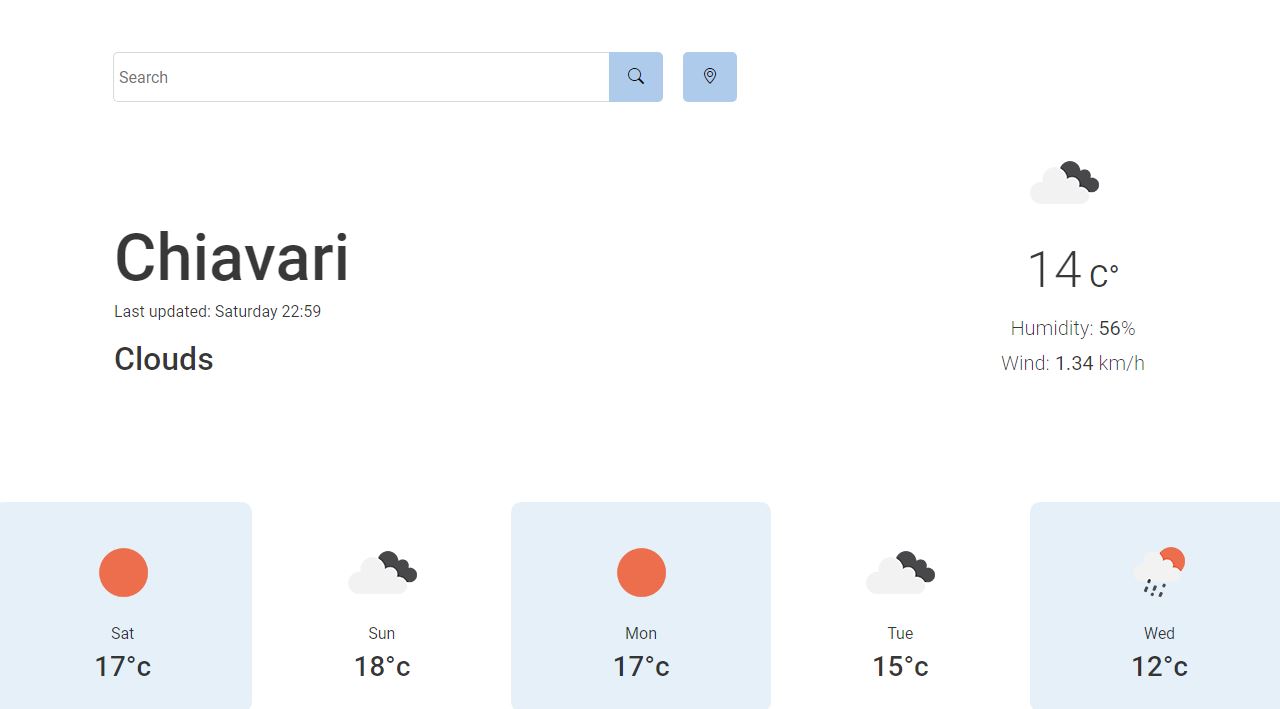 Search
Chiavari
Last updated: Saturday 22:59
Clouds
14 C°
Humidity: 56%
Wind: 1.34 km/h
Sat
17°c
Sun
18°c
Mon
17°c
Tue
15°c
Wed
12°c